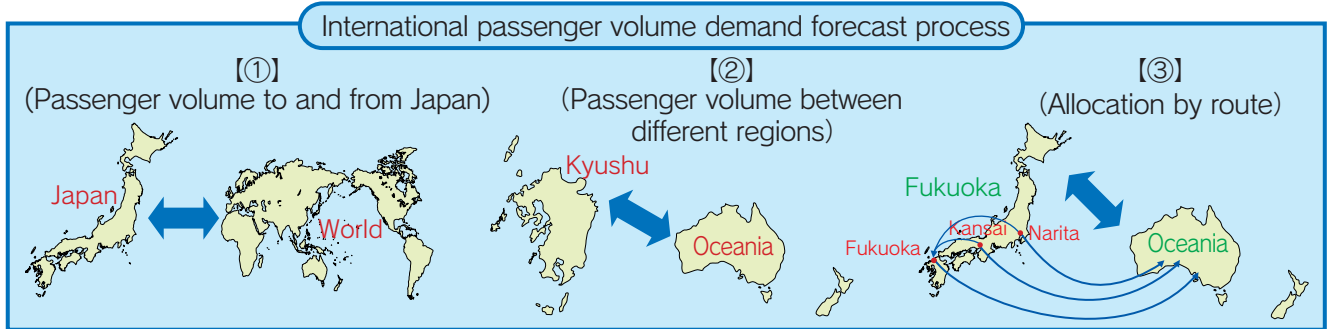 International passenger volume demand forecast process
【①】
(Passenger volume to and from Japan)
Japan
World
【②】
(Passenger volume between
different regions)
Kyushu
Oceania
【③】
(Allocation by route)
Fukuoka
Kansai
Narita
Fukuoka
Oceania